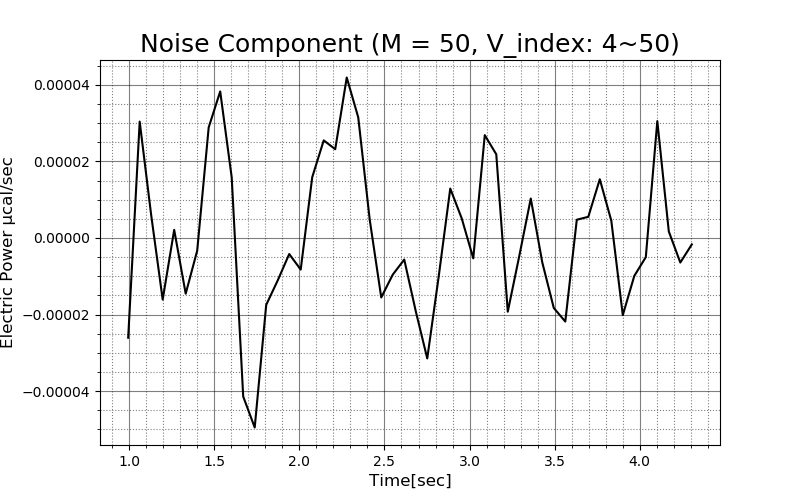 Noise Component (M = 50, V_index: 4~50)
Electric Power μcal/sec
0.00004
0.00002
0.00000
−0.00002
−0.00004
1.0 1.5 2.0 2.5 3.0 3.5 4.0
Time[sec]